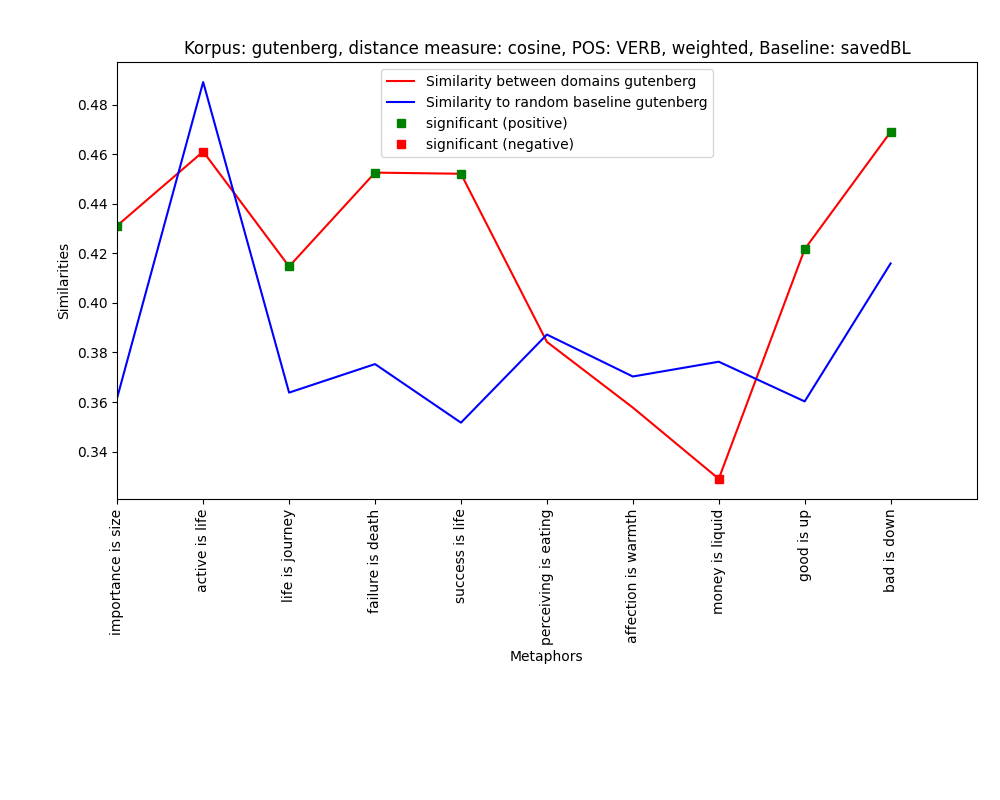 Korpus: gutenberg, distance measure: cosine, POS: VERB, weighted, Baseline: savedBL
Similarity between domains gutenberg
Similarity to random baseline gutenberg
significant (positive)
significant (negative)
Similarities
0.48
0.46
0.44
0.42
0.40
0.38
0.36
0.34
importance is size
active is life
life is journey
failure is death
success is life
perceiving is eating
affection is warmth
money is liquid
good is up
bad is down
Metaphors